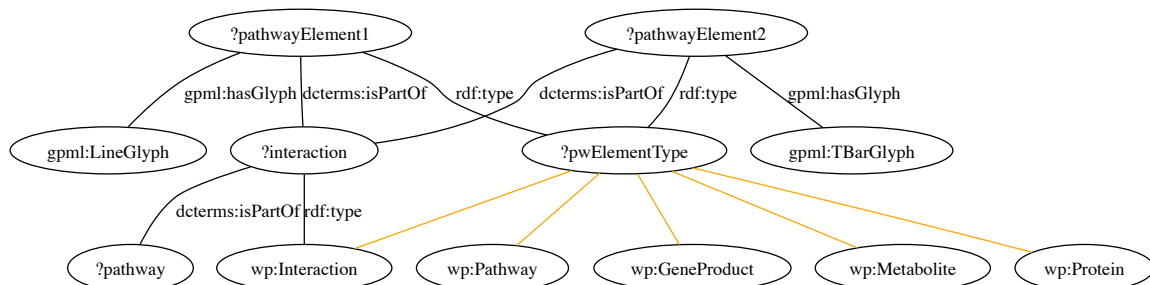 ?pathwayElement1
?pathwayElement2
gpml:hasGlyph
dcterms:isPartOf
rdf:type
dcterms:isPartOf
rdf:type
gpml:hasGlyph
gpml:LineGlyph
?interaction
?pwElementType
gpml:TBarGlyph
dcterms:isPartOf
rdf:type
?pathway
wp:Interaction
wp:Pathway
wp:GeneProduct
wp:Metabolite
wp:Protein